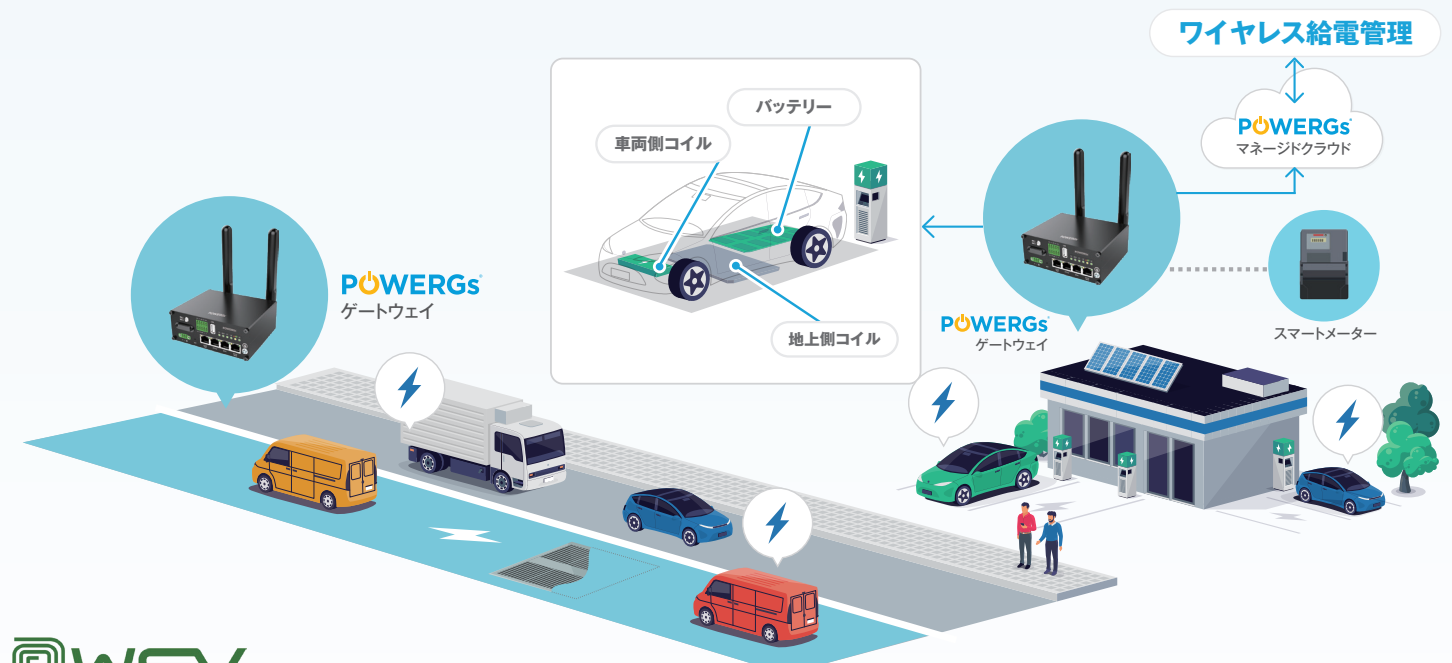 ワイヤレス給電管理
POWERGs
マネージドクラウド
バッテリー
車両側コイル
地上側コイル
POWERGs
ゲートウェイ
POWERGs
ゲートウェイ
スマートメーター